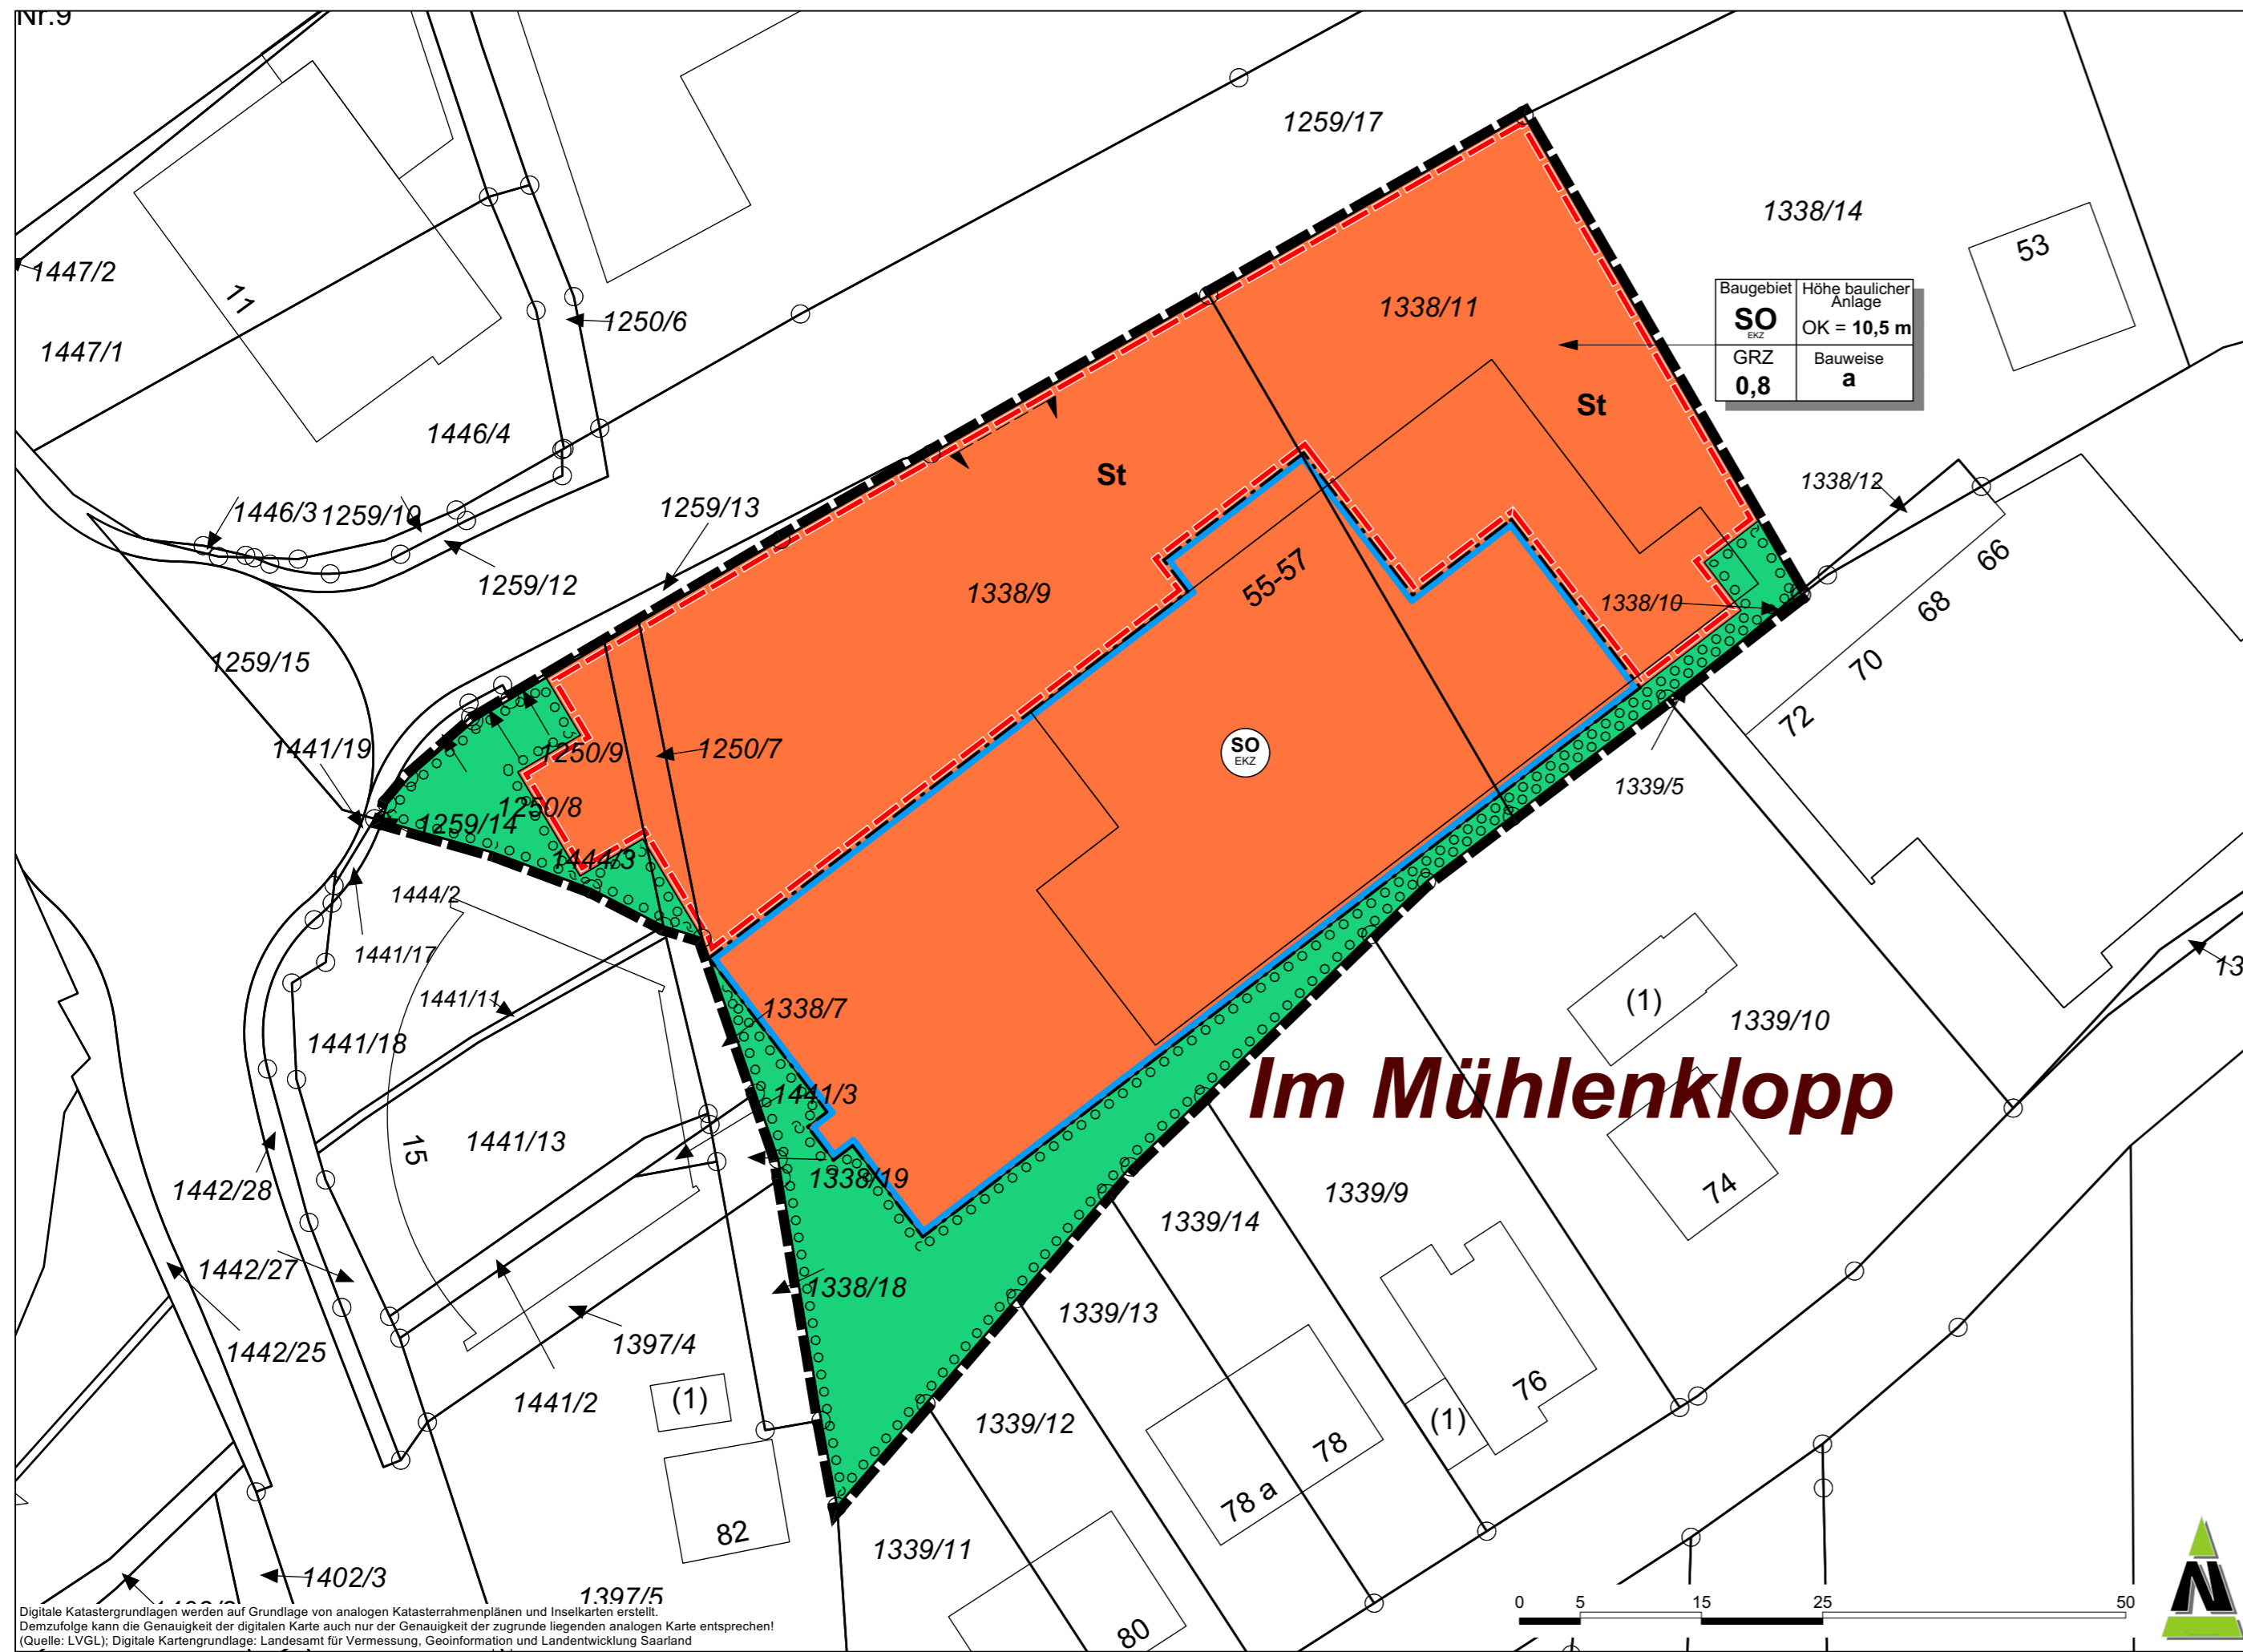 Nr.9
1259/17
1338/14
53
1447/2
11
1250/6
1338/11
Baugebiet
Höhe baulicher
Anlage
SO
EKZ
OK = 10,5 m
GRZ
0,8
Bauweise
a
1447/1
1446/4
St
St
1338/12
1446/3
1259/10
1259/13
66
1259/12
1338/9
55-57
1338/10
68
1259/15
70
72
1441/19
1250/9
1250/7
SO
EKZ
1339/5
1250/8
1259/14
1444/3
1444/2
1441/17
1441/11
1338/7
(1)
1339/10
13
1441/18
Im Mühlenklopp
1441/3
15
1441/13
1338/19
74
1442/28
1339/9
1339/14
1442/27
1338/18
1339/13
1442/25
1397/4
76
1441/2
(1)
1339/12
(1)
78
78 a
82
1339/11
1402/3
1397/5
80
0 5 15 25 50
Digitale Katastergrundlagen werden auf Grundlage von analogen Katasterrahmenplänen und Inselkarten erstellt.
Demzufolge kann die Genauigkeit der digitalen Karte auch nur der Genauigkeit der zugrunde liegenden analogen Karte entsprechen!
(Quelle: LVGL); Digitale Kartengrundlage: Landesamt für Vermessung, Geoinformation und Landentwicklung Saarland
N